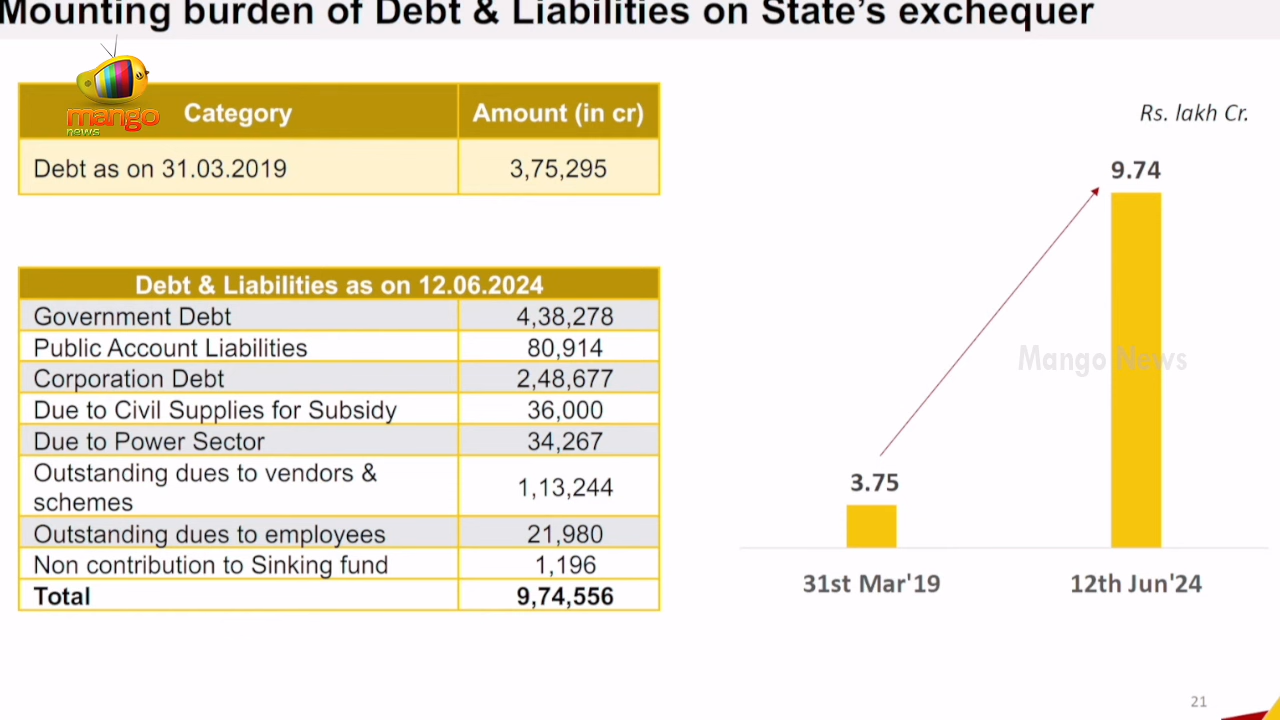 Mounting burden of Debt & Liabilities on State's exchequer
mango
news
Category Amount (in cr)
Debt as on 31.03.2019 3,75,295
Debt & Liabilities as on 12.06.2024
Government Debt 4,38,278
Public Account Liabilities 80,914
Corporation Debt 2,48,677
Due to Civil Supplies for Subsidy 36,000
Due to Power Sector 34,267
Outstanding dues to vendors &
schemes 1,13,244
Outstanding dues to employees 21,980
Non contribution to Sinking fund 1,196
Total 9,74,556
Rs. lakh Cr.
9.74
Mango News
3.75
31st Mar'19 12th Jun'24
21